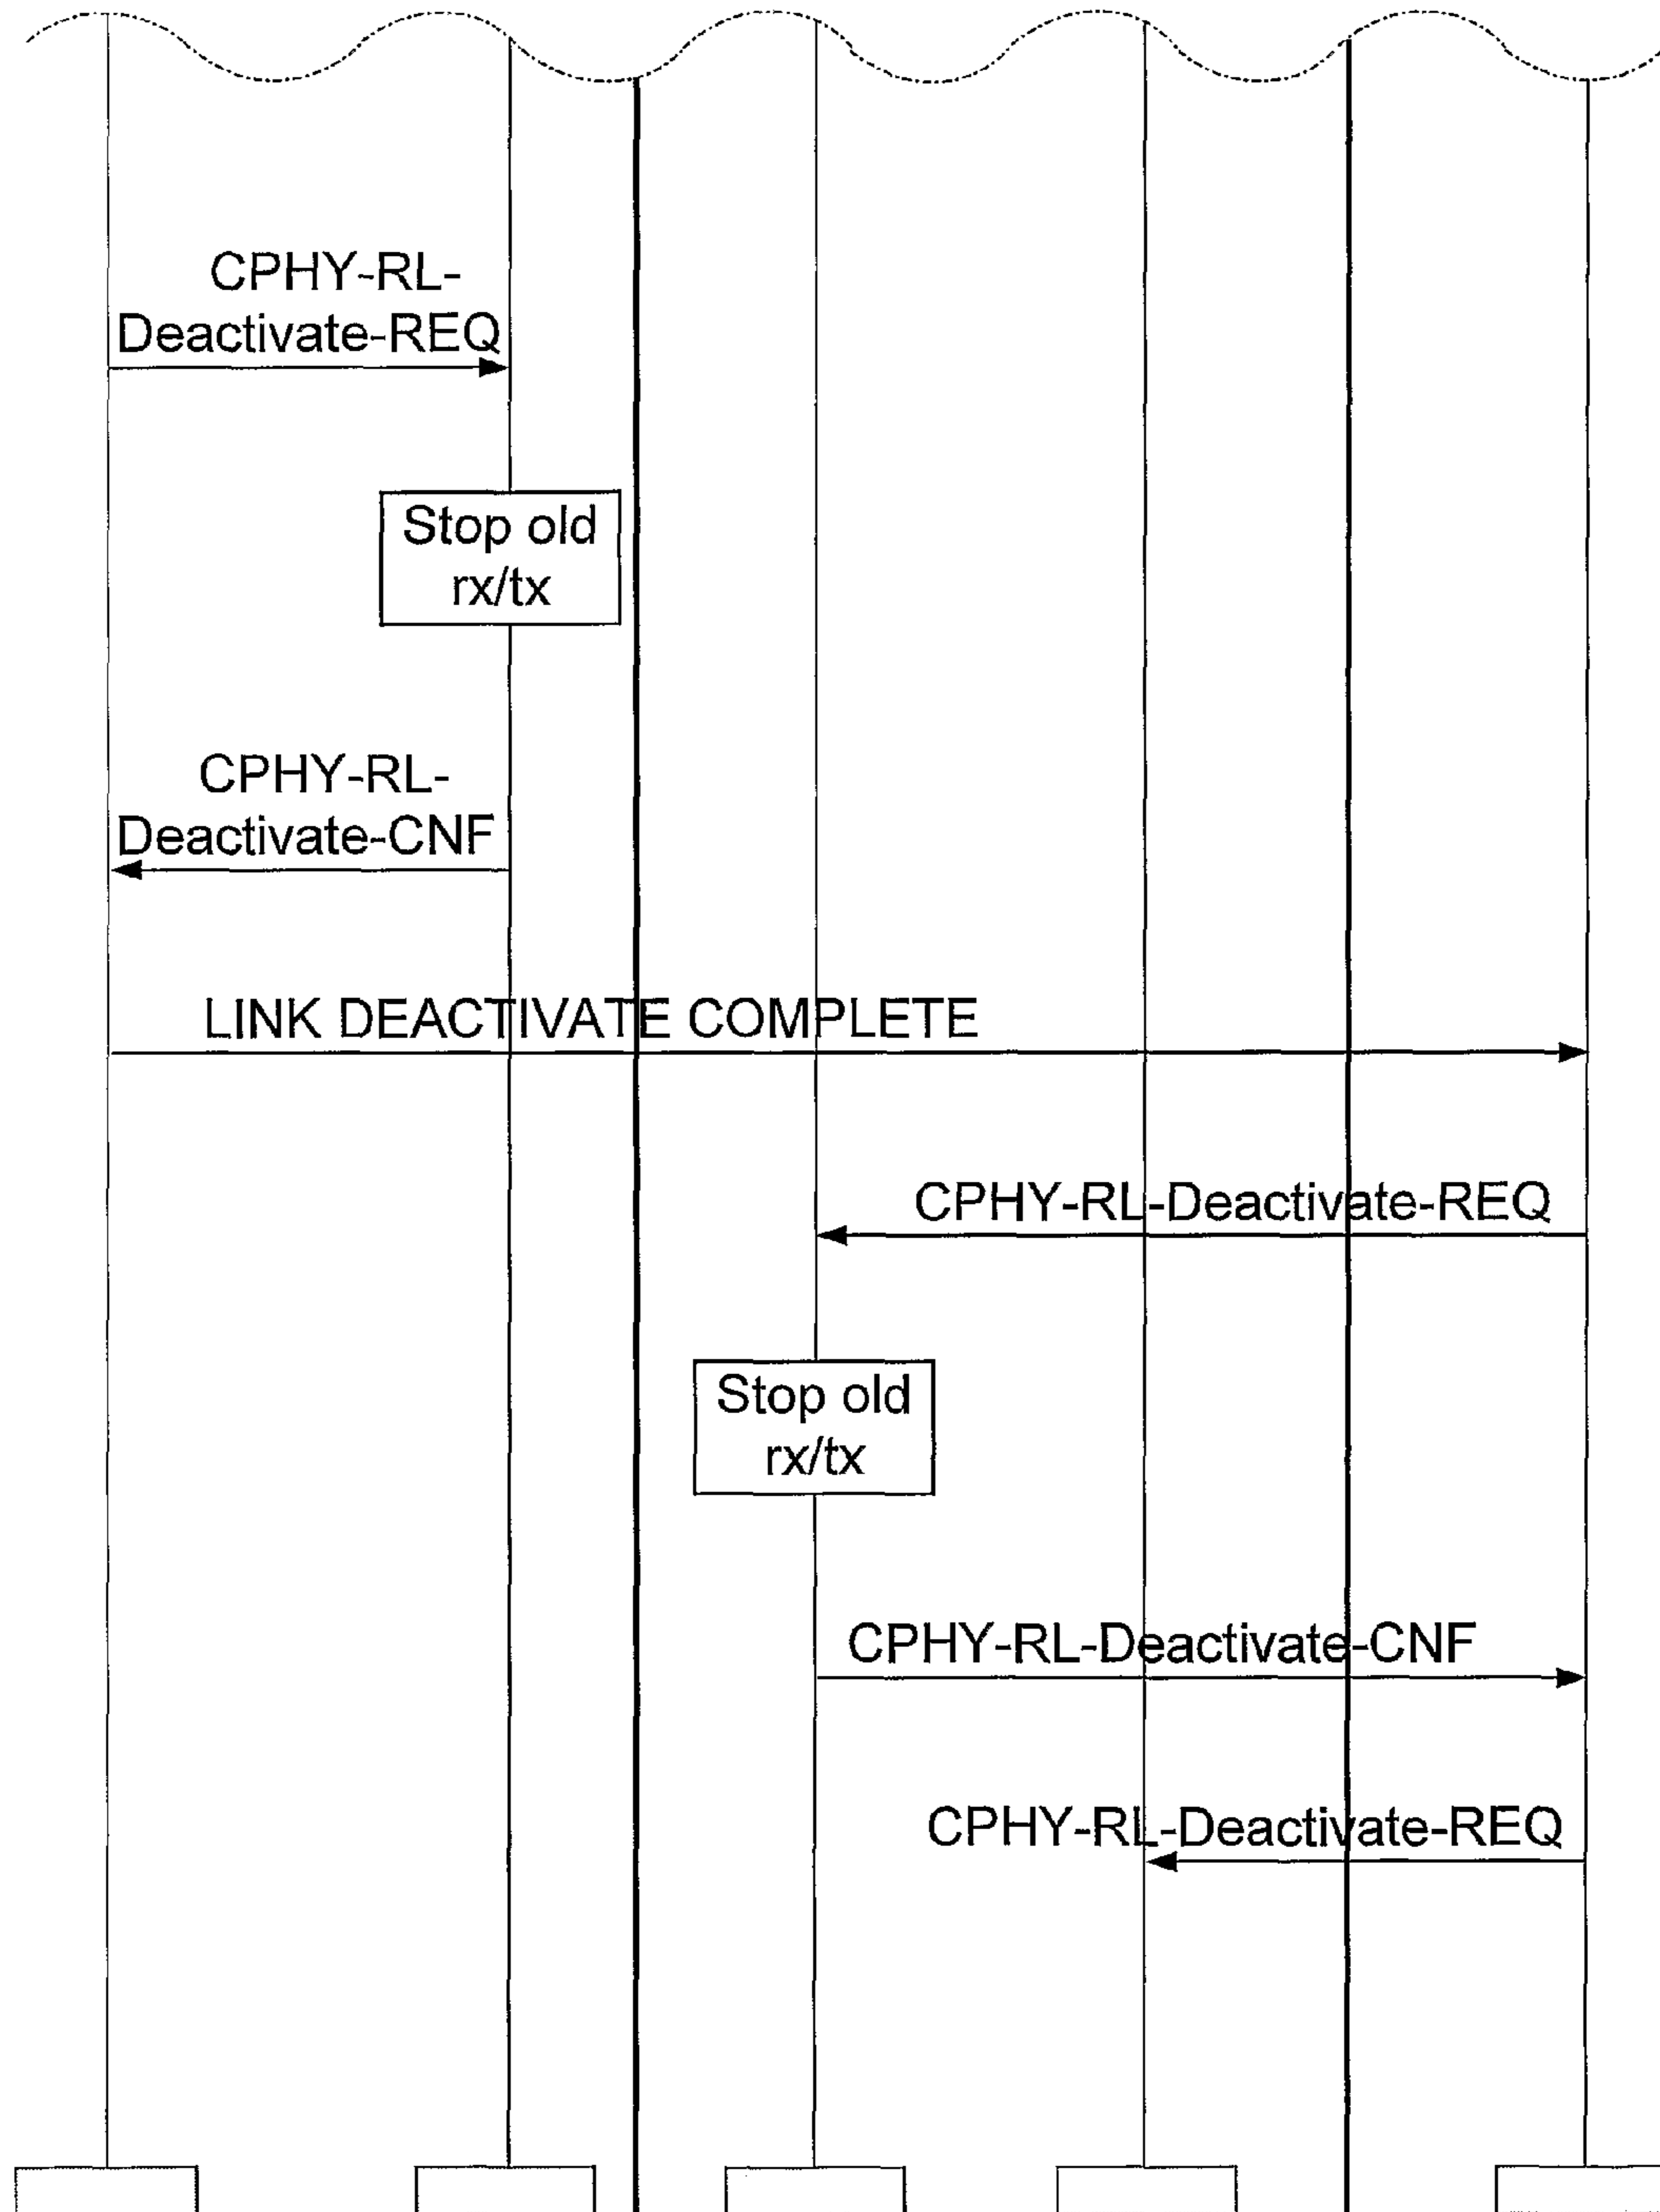 CPHY-RL-
Deactivate-REQ
Stop old
rx/tx
CPHY-RL-
Deactivate-CNF
LINK DEACTIVATE COMPLETE
CPHY-RL-Deactivate-REQ
Stop old
rx/tx
CPHY-RL-Deactivate-CNF
CPHY-RL-Deactivate-REQ